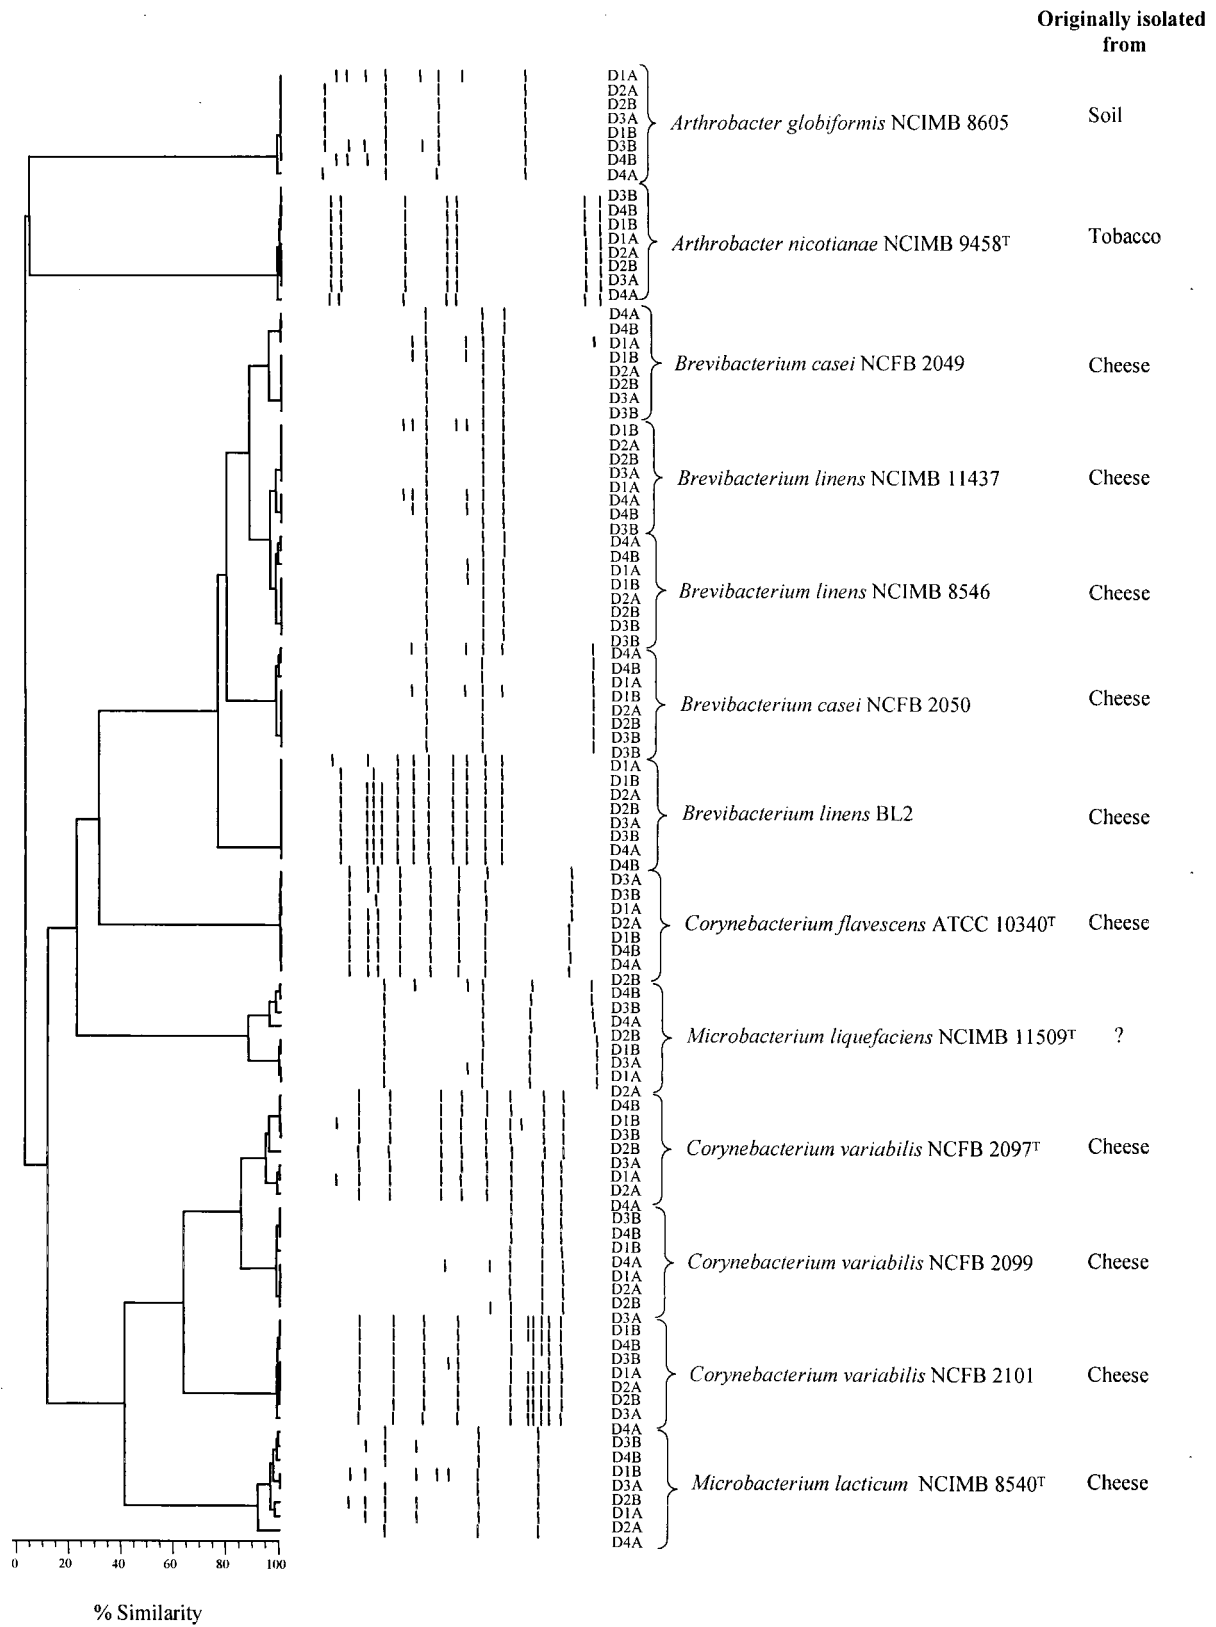 Originally isolated
from
D1A
D2A
D2B
D3A
D1B
D3B
D4B
D4A
Arthrobacter globiformis NCIMB 8605
Soil
D3B
D4B
D1B
D1A
D2A
D2B
D3A
D4A
Arthrobacter nicotianae NCIMB 9458ᵀ
Tobacco
D4A
D4B
D1A
D1B
D2A
D2B
D3A
D3B
Brevibacterium casei NCFB 2049
Cheese
D1B
D2A
D2B
D3A
D1A
D4A
D4B
D3B
Brevibacterium linens NCIMB 11437
Cheese
D4A
D4B
D1A
D1B
D2A
D2B
D3B
D3B
Brevibacterium linens NCIMB 8546
Cheese
D4A
D4B
D1A
D1B
D2A
D2B
D3B
D3B
Brevibacterium casei NCFB 2050
Cheese
D1A
D1B
D2A
D2B
D3A
D3B
D4A
D4B
Brevibacterium linens BL2
Cheese
D3A
D3B
D1A
D2A
D1B
D4B
D4A
D2B
Corynebacterium flavescens ATCC 10340ᵀ
Cheese
D4B
D3B
D4A
D2B
D1B
D3A
D1A
D2A
Microbacterium liquefaciens NCIMB 11509ᵀ
?
D4B
D1B
D3B
D2B
D3A
D1A
D2A
D4A
Corynebacterium variabilis NCFB 2097ᵀ
Cheese
D3B
D4B
D1B
D4A
D1A
D2A
D2B
D3A
Corynebacterium variabilis NCFB 2099
Cheese
D1B
D4B
D3B
D1A
D2A
D2B
D3A
D4A
Corynebacterium variabilis NCFB 2101
Cheese
D3B
D4B
D1B
D3A
D2B
D1A
D2A
D4A
Microbacterium lacticum NCIMB 8540ᵀ
Cheese
0 20 40 60 80 100
% Similarity